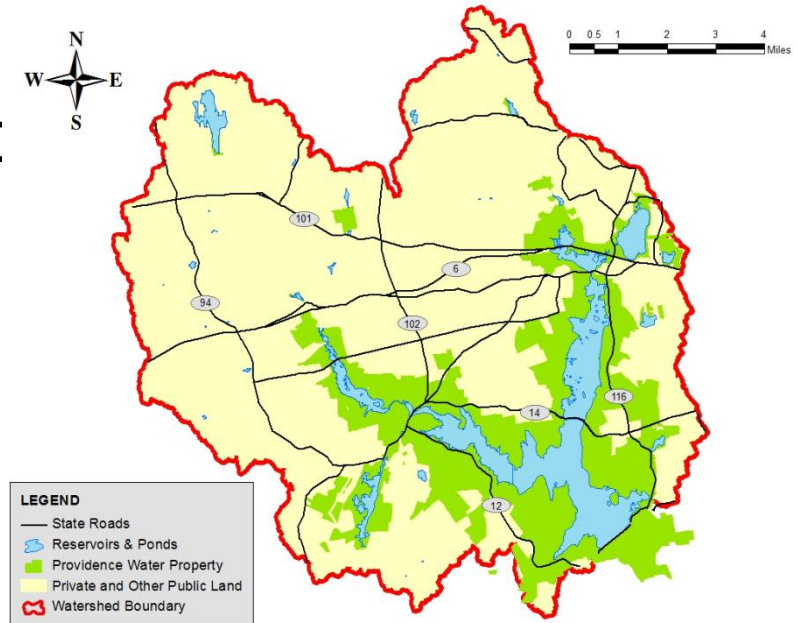 N
W E
S
0 0.5 1 2 3 4
Miles
101
6
94
102
116
14
12
LEGEND
State Roads
Reservoirs & Ponds
Providence Water Property
Private and Other Public Land
Watershed Boundary